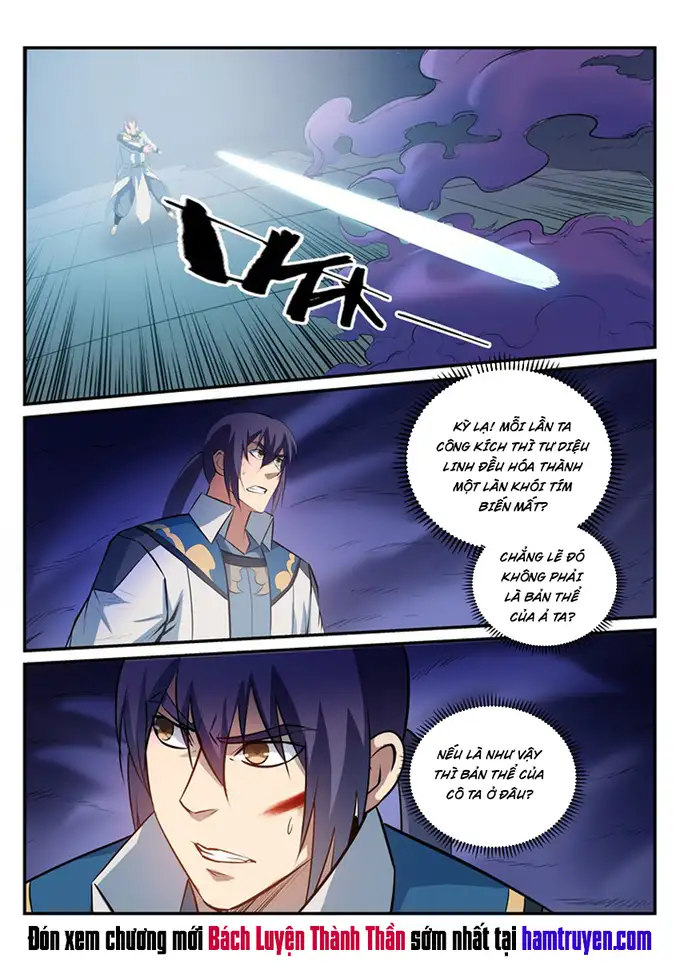 KỲ LẠ! MỖI LẦN TA
CÔNG KÍCH THÌ TƯ DIỆU
LINH ĐỀU HÓA THÀNH
MỘT LÀN KHÓI TÍM
BIẾN MẤT?
CHẲNG LẼ ĐÓ
KHÔNG PHẢI
LÀ BẢN THỂ
CỦA Ả TA?
NẾU LÀ NHƯ VẬY
THÌ BẢN THỂ CỦA
CÔ TA Ở ĐÂU?
Đón xem chương mới Bách Luyện Thành Thần sớm nhất tại hamtruyen.com